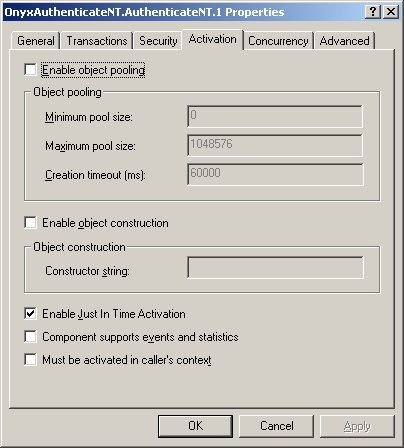 OnyxAuthenticateNT.AuthenticateNT.1 Properties
General Transactions Security Activation Concurrency Advanced
Enable object pooling
Object pooling
Minimum pool size: 0
Maximum pool size: 1048576
Creation timeout (ms): 60000
Enable object construction
Object construction
Constructor string:
Enable Just In Time Activation
Component supports events and statistics
Must be activated in caller's context
OK Cancel Apply